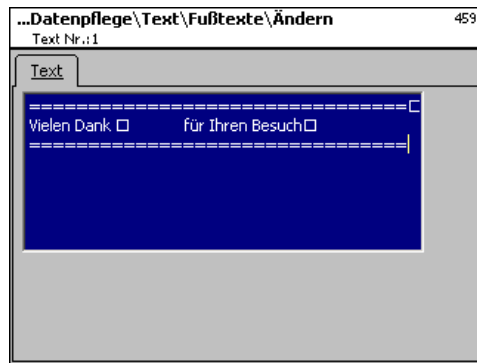 ...Datenpflege\Text\Fußtexte\Ändern 459
Text Nr.:1
Text
================================□
Vielen Dank □ für Ihren Besuch□
================================